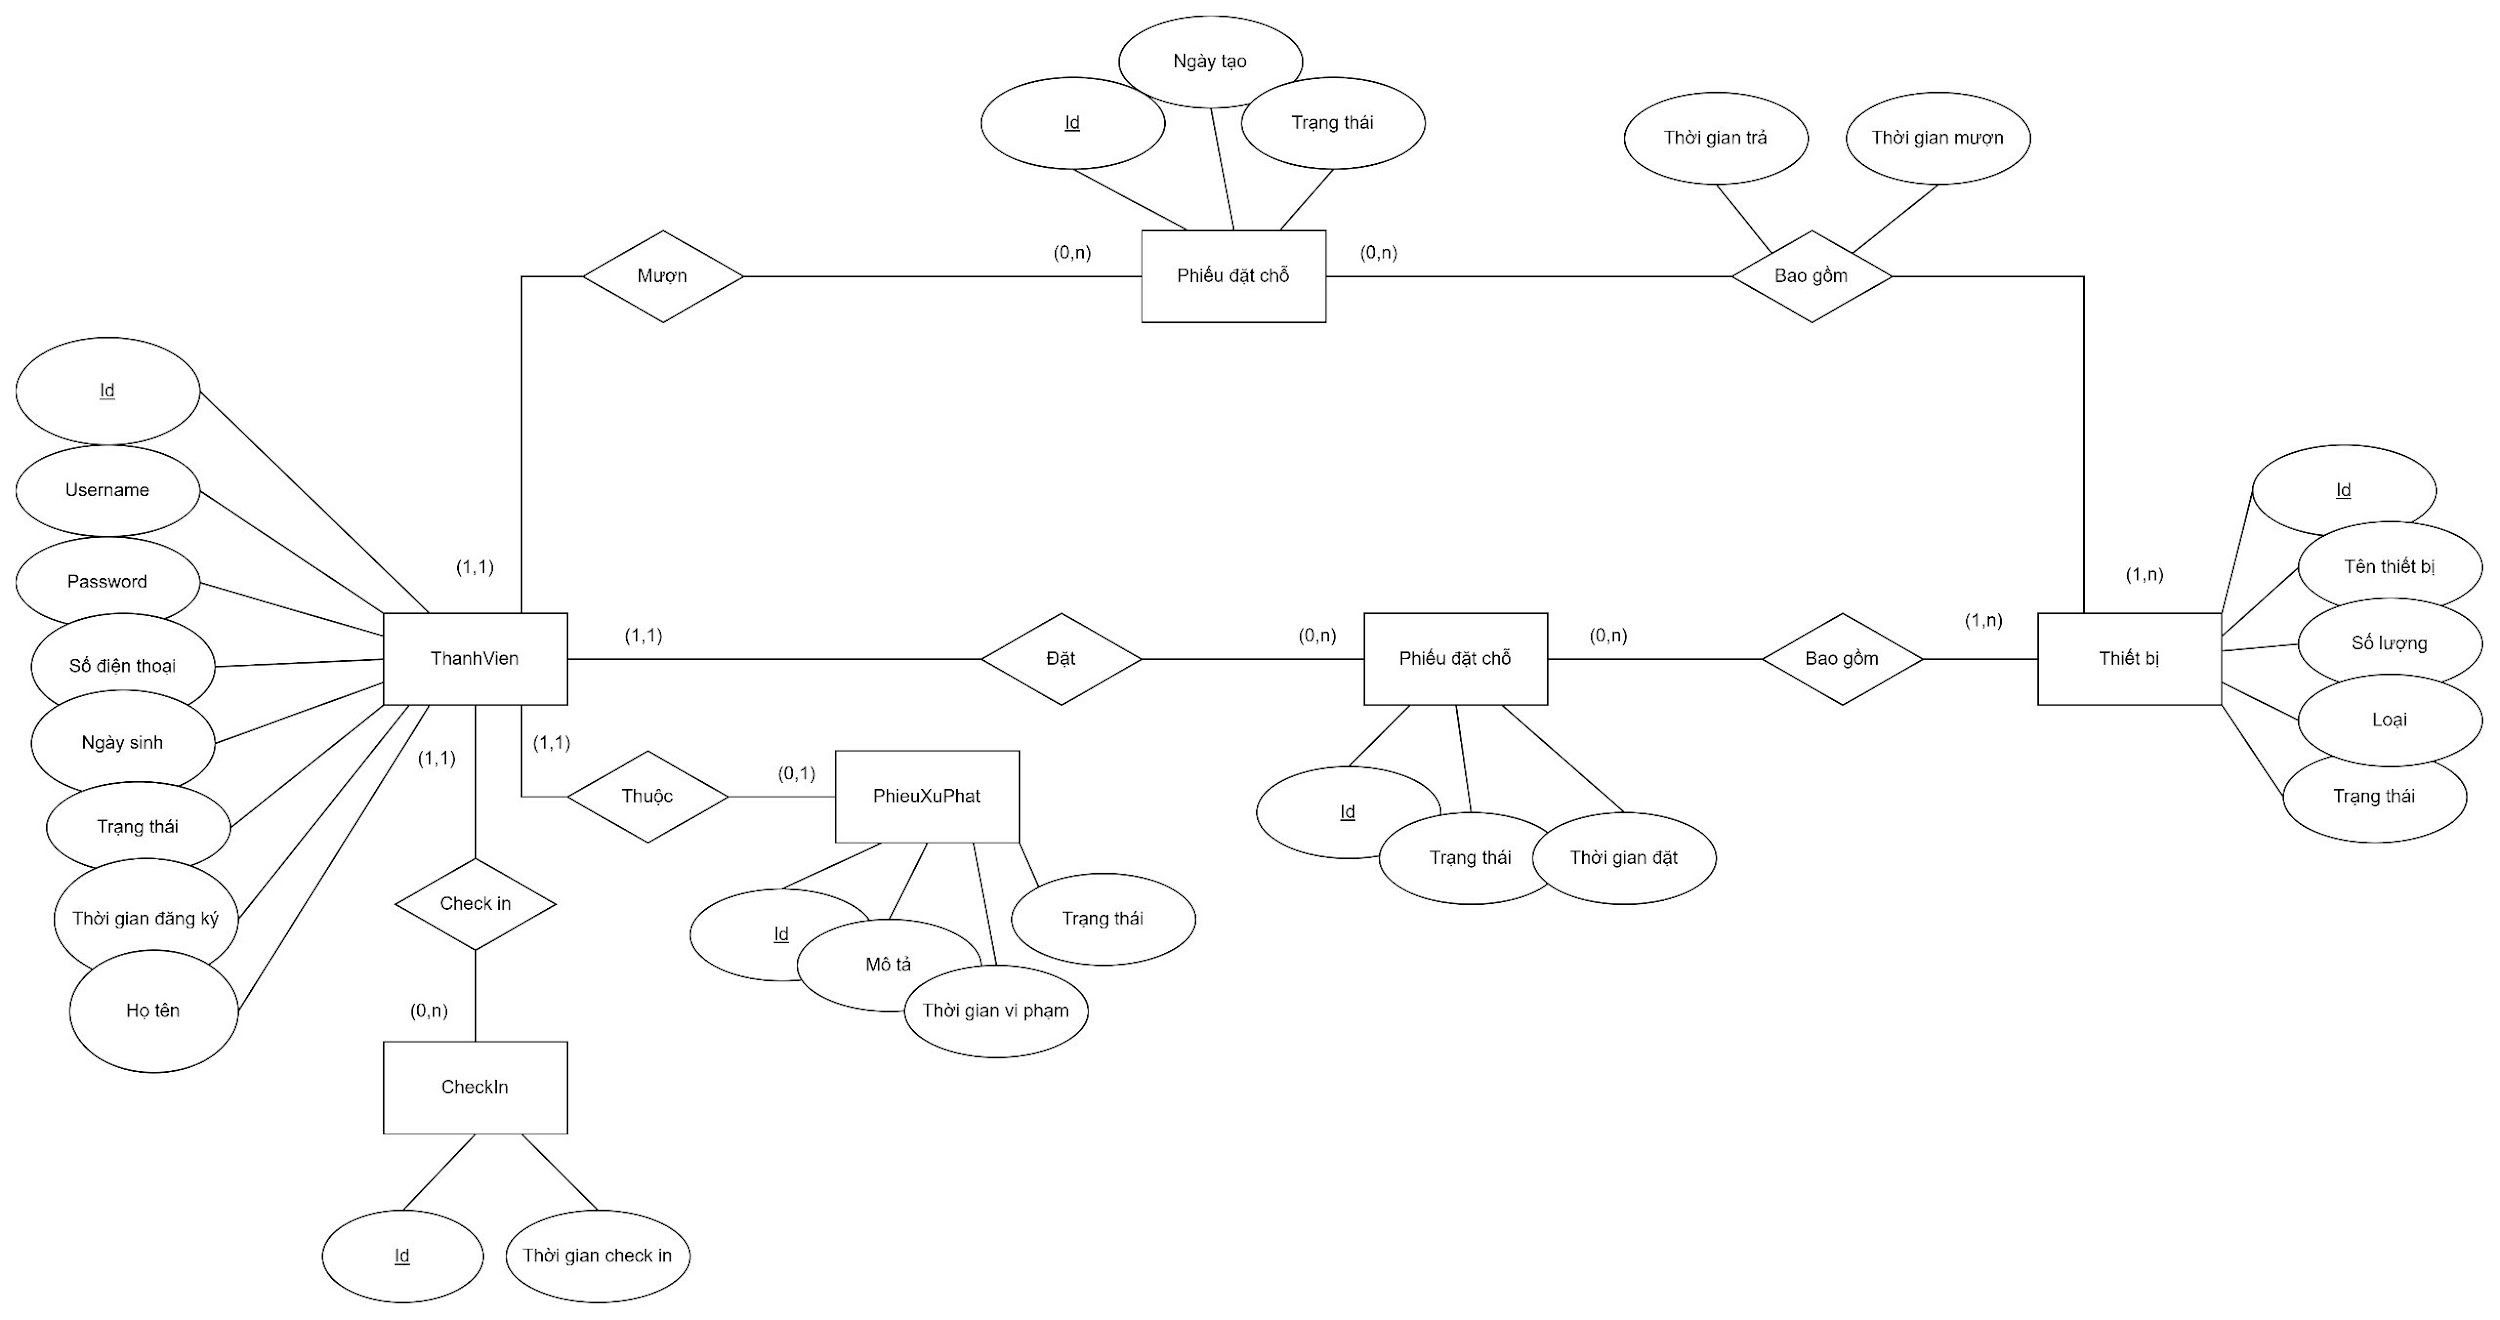 Ngày tạo
Id
Trạng thái
Thời gian trả
Thời gian mượn
(0,n)
(0,n)
Mượn
Phiếu đặt chỗ
Bao gồm
Id
Username
Password
Số điện thoại
Ngày sinh
Trạng thái
Thời gian đăng ký
Họ tên
(1,1)
ThanhVien
(1,1)
Đặt
(0,n)
Phiếu đặt chỗ
(0,n)
Bao gồm
(1,n)
(1,n)
Thiết bị
Id
Tên thiết bị
Số lượng
Loại
Trạng thái
(1,1)
(1,1)
Thuộc
(0,1)
PhieuXuPhat
Id
Mô tả
Thời gian vi phạm
Trạng thái
Id
Trạng thái
Thời gian đặt
Check in
(0,n)
CheckIn
Id
Thời gian check in